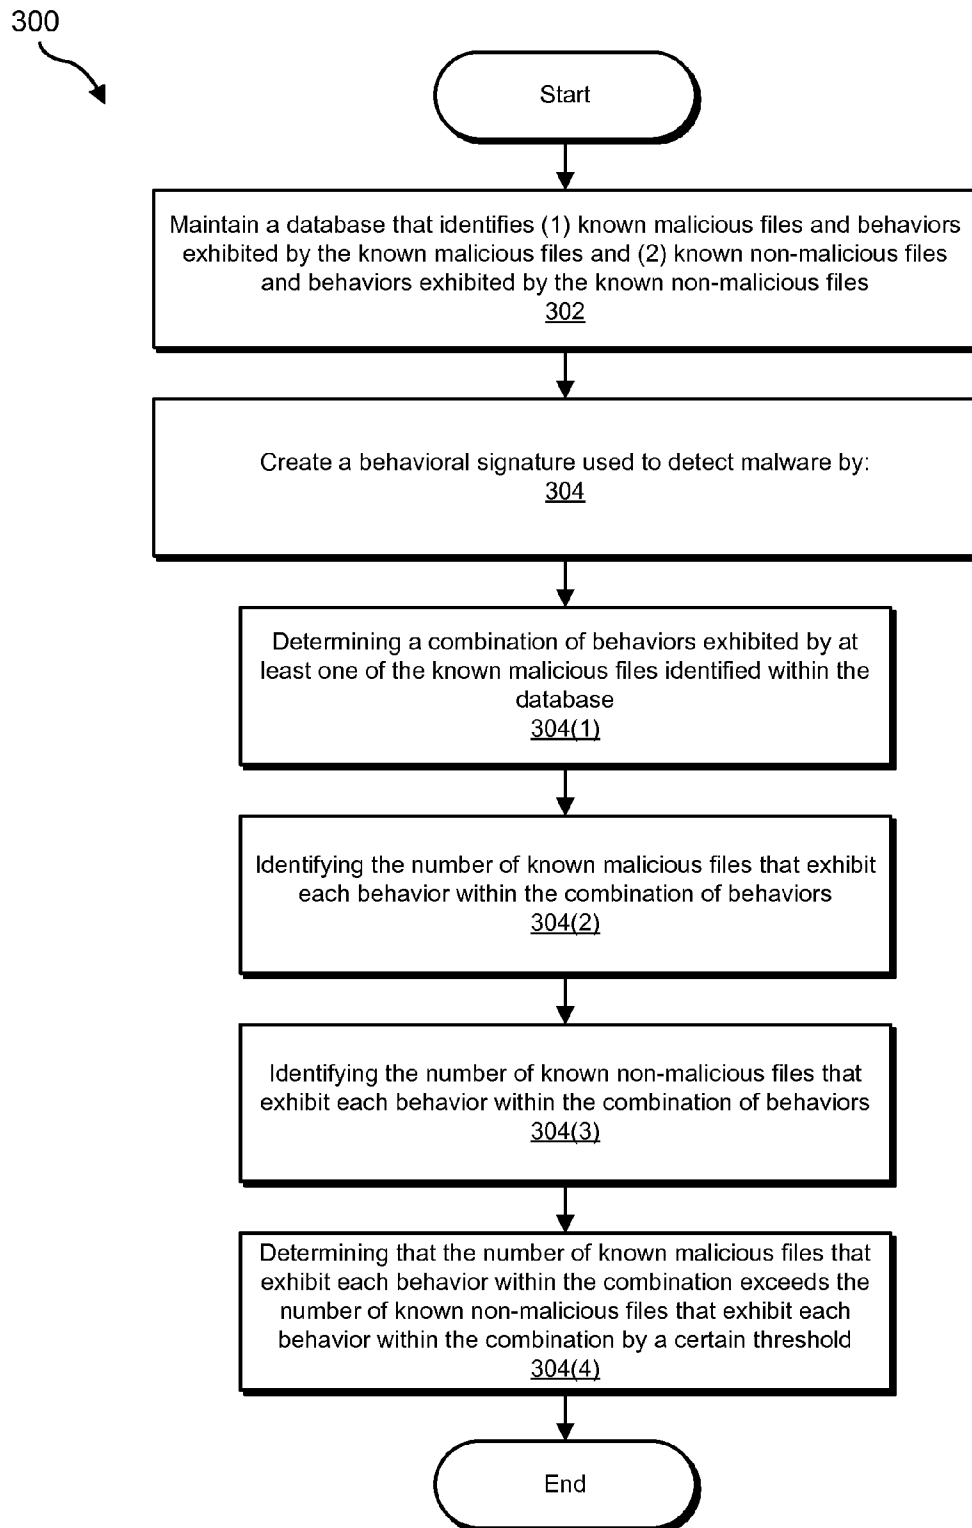 300
Start
Maintain a database that identifies (1) known malicious files and behaviors
exhibited by the known malicious files and (2) known non-malicious files
and behaviors exhibited by the known non-malicious files
302
Create a behavioral signature used to detect malware by:
304
Determining a combination of behaviors exhibited by at
least one of the known malicious files identified within the
database
304(1)
Identifying the number of known malicious files that exhibit
each behavior within the combination of behaviors
304(2)
Identifying the number of known non-malicious files that
exhibit each behavior within the combination of behaviors
304(3)
Determining that the number of known malicious files that
exhibit each behavior within the combination exceeds the
number of known non-malicious files that exhibit each
behavior within the combination by a certain threshold
304(4)
End